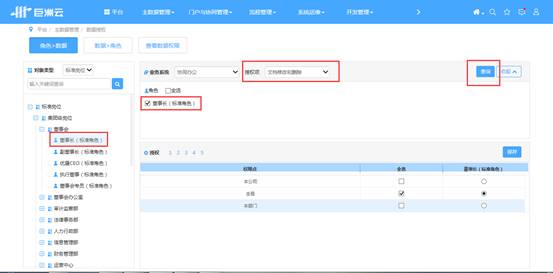 巨洲云
平台 主数据管理 门户与协同管理 流程管理 系统运维 开发管理
平台 / 主数据管理 / 数据授权
角色>数据 数据>角色 查看数据权限
对象类型 标准岗位
输入关键词查询
标准岗位
集团级岗位
董事会
董事长（标准角色）
副董事长（标准角色）
优蕴CEO（标准角色）
执行董事（标准角色）
董事会专员（标准角色）
董事会办公室
审计监察部
法律事务部
人力行政部
信息管理部
财务管理部
运营中心
业务系统 协同办公 授权项 文档修改和删除 查询 收起
角色 全选
董事长（标准角色）
授权 1 2 3 4 5 保存
权限点 全选 董事长（标准角色）
本公司
全局
本部门